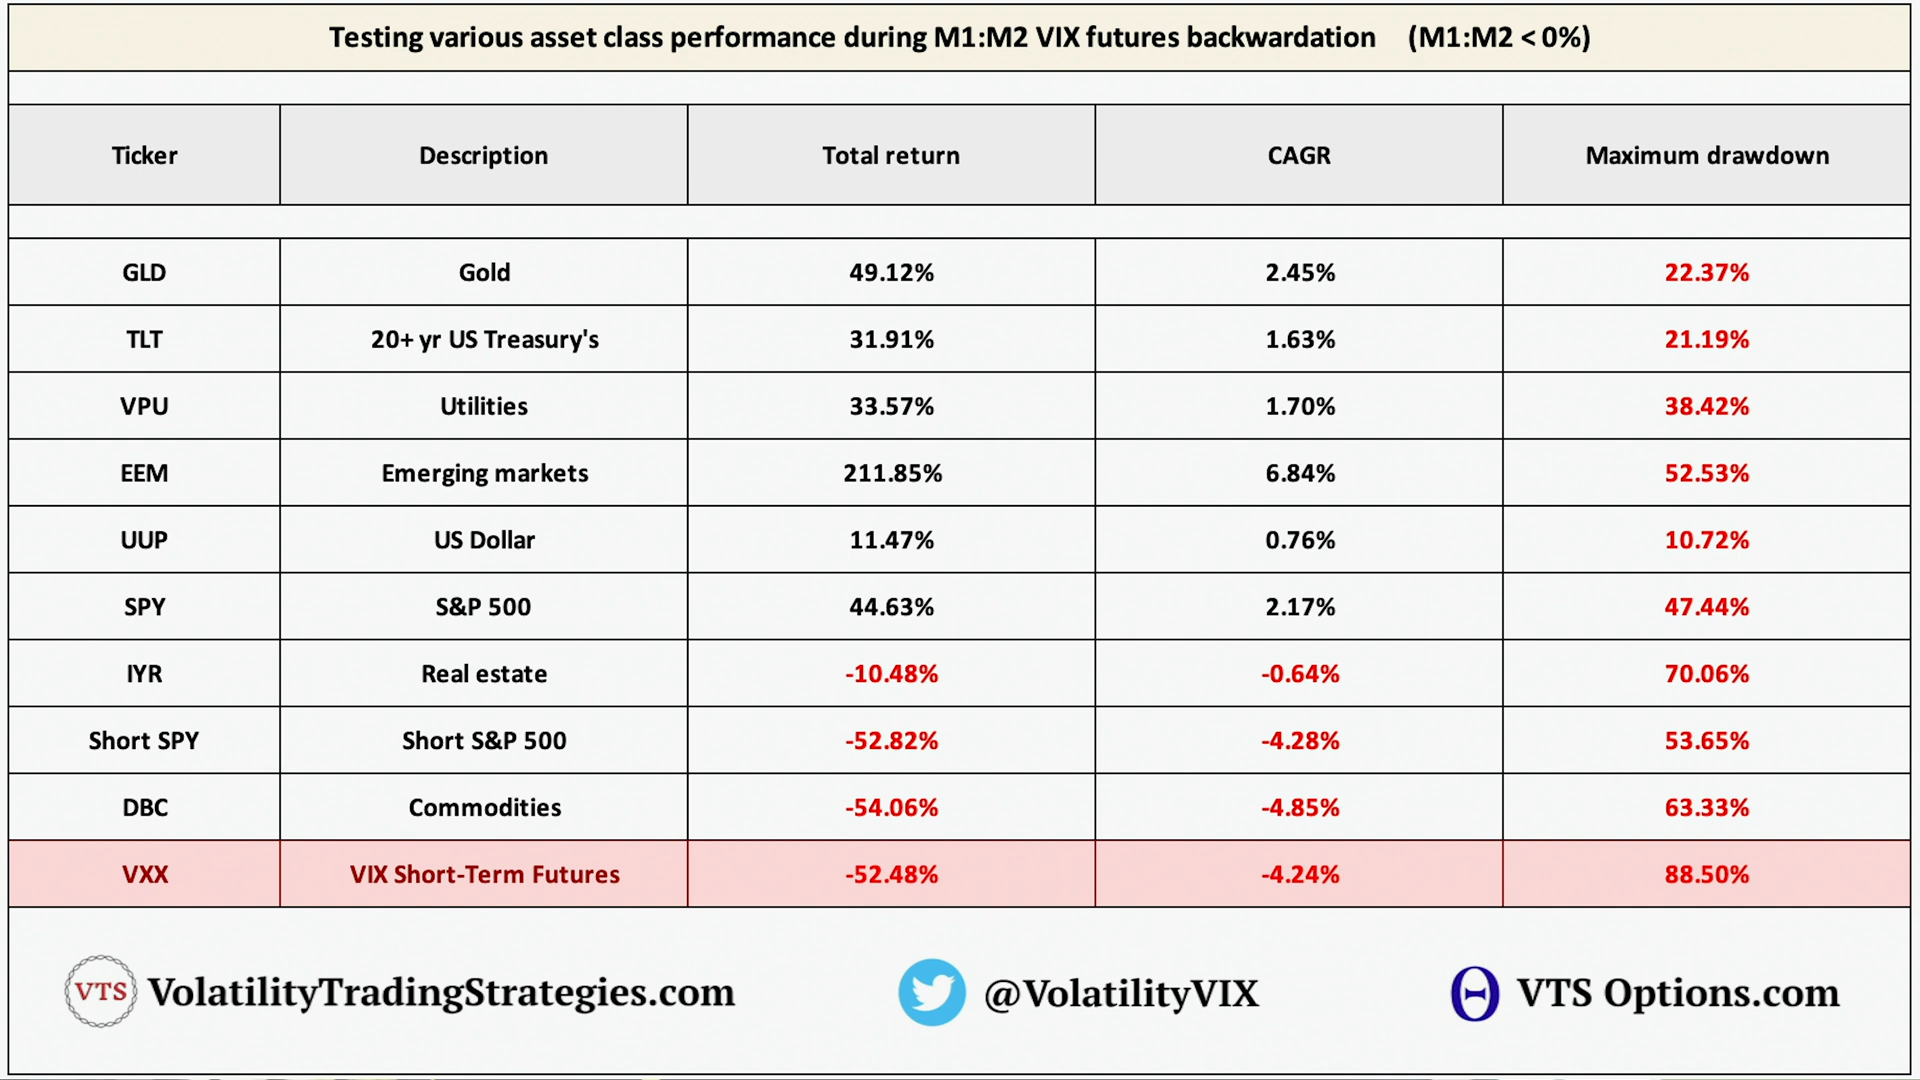 Testing various asset class performance during M1:M2 VIX futures backwardation (M1:M2 < 0%)
Ticker Description Total return CAGR Maximum drawdown
GLD Gold 49.12% 2.45% 22.37%
TLT 20+ yr US Treasury's 31.91% 1.63% 21.19%
VPU Utilities 33.57% 1.70% 38.42%
EEM Emerging markets 211.85% 6.84% 52.53%
UUP US Dollar 11.47% 0.76% 10.72%
SPY S&P 500 44.63% 2.17% 47.44%
IYR Real estate -10.48% -0.64% 70.06%
Short SPY Short S&P 500 -52.82% -4.28% 53.65%
DBC Commodities -54.06% -4.85% 63.33%
VXX VIX Short-Term Futures -52.48% -4.24% 88.50%
VTS VolatilityTradingStrategies.com @VolatilityVIX VTS Options.com